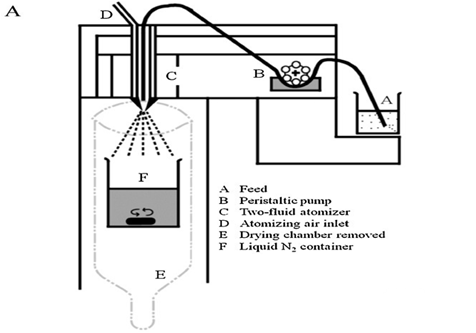 A
D
C
B
A
F
E
A Feed
B Peristaltic pump
C Two-fluid atomizer
D Atomizing air inlet
E Drying chamber removed
F Liquid N₂ container